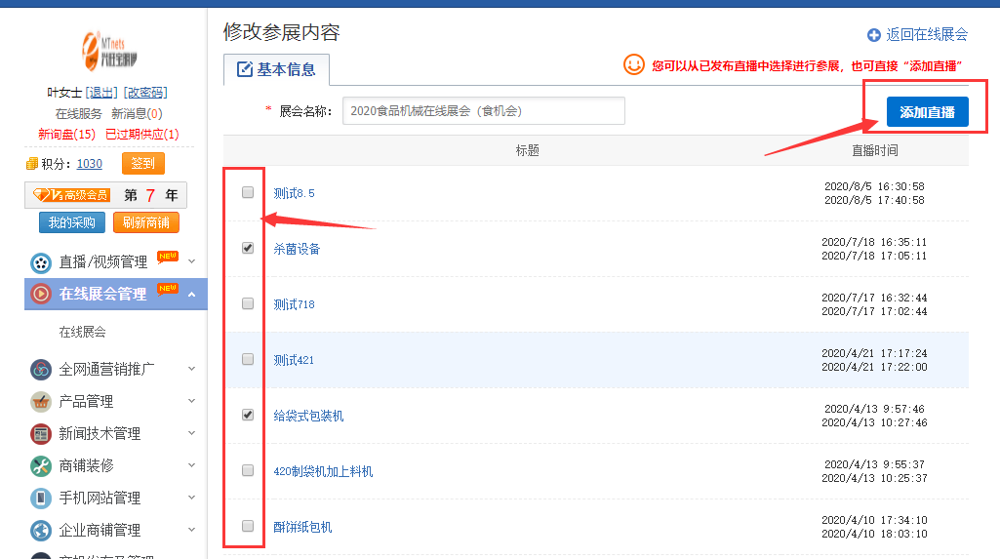 修改参展内容
返回在线展会
基本信息
您可以从已发布直播中选择进行参展，也可直接“添加直播”
* 展会名称： 2020食品机械在线展会（食机会）
添加直播
标题 直播时间
测试8.5 2020/8/5 16:30:58
2020/8/5 17:40:58
杀菌设备 2020/7/18 16:35:11
2020/7/18 17:05:11
测试718 2020/7/17 16:32:44
2020/7/17 17:02:44
测试421 2020/4/21 17:17:24
2020/4/21 17:22:00
给袋式包装机 2020/4/13 9:57:46
2020/4/13 10:27:46
420制袋机加上料机 2020/4/13 9:55:37
2020/4/13 10:25:37
酥饼纸包机 2020/4/10 17:34:10
2020/4/10 18:03:10
MTnets
兴旺宝明通
叶女士 [退出] [改密码]
在线服务 新消息(0)
新询盘(15) 已过期供应(1)
积分： 1030 签到
高级会员 第 7 年
我的采购 刷新商铺
直播/视频管理 NEW
在线展会管理 NEW
在线展会
全网通营销推广
产品管理
新闻技术管理
商铺装修
手机网站管理
企业商铺管理